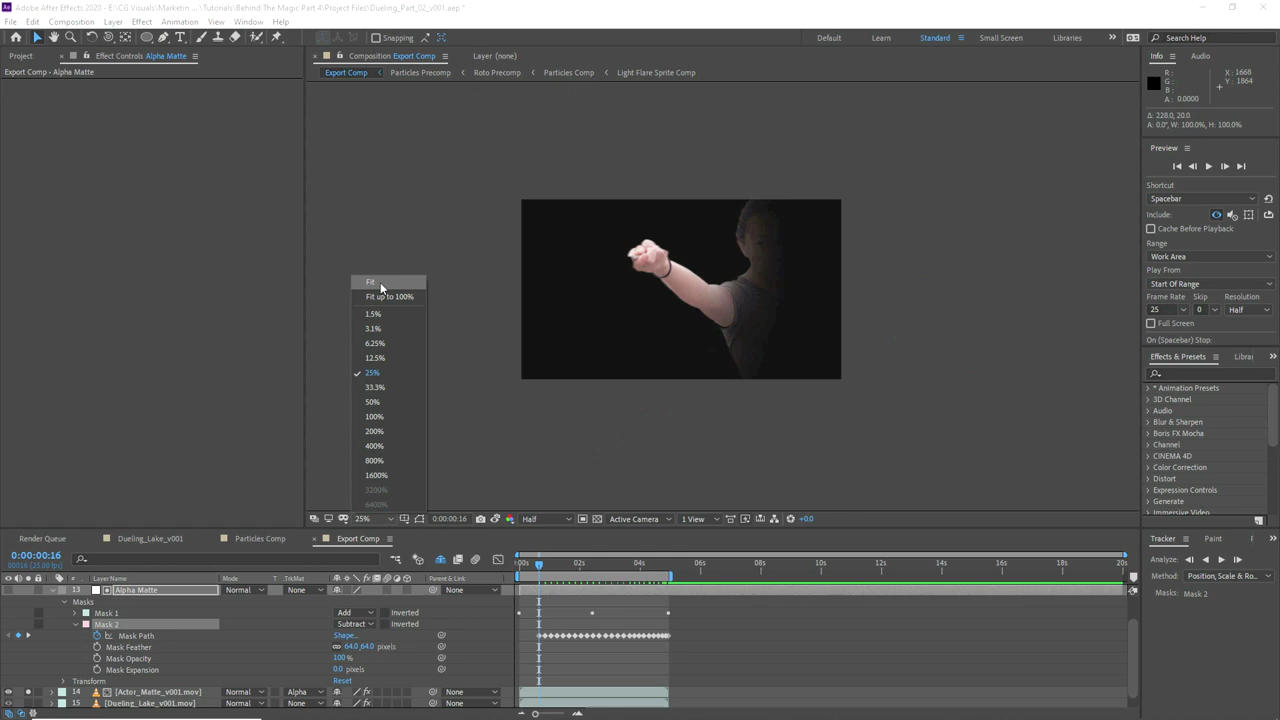 Adobe After Effects 2020 - E:\CG Visuals\Marketin .. \Tutorials\Behind The Magic Part 4\Project Files\Dueling_Part_02_v001.aep *
File Edit Composition Layer Effect Animation View Window Help
Snapping Default Learn Standard Small Screen Libraries Search Help
Project Effect Controls Alpha Matte Composition Export Comp Layer (none) Info Audio
Export Comp - Alpha Matte Export Comp Particles Precomp Roto Precomp Particles Comp Light Flare Sprite Comp
R: X: 1668
G: Y: 1864
B:
A: 0.0000
Δ: 228.0, 20.0
A: 0.0°, W: 100.0%, H: 100.0%
Preview
Shortcut
Spacebar
Include:
Cache Before Playback
Range
Work Area
Play From
Start Of Range
Frame Rate Skip Resolution
25 0 Half
Full Screen
On (Spacebar) Stop:
Effects & Presets Librar
* Animation Presets
3D Channel
Audio
Blur & Sharpen
Boris FX Mocha
Channel
CINEMA 4D
Color Correction
Distort
Expression Controls
Generate
Immersive Video
Fit
Fit up to 100%
1.5%
3.1%
6.25%
12.5%
25%
33.3%
50%
100%
200%
400%
800%
1600%
3200%
6400%
25% 0:00:00:16 Half Active Camera 1 View +0.0
Render Queue Dueling_Lake_v001 Particles Comp Export Comp Tracker Paint
0:00:00:16
00016 (25.00 fps)
:00s 02s 04s 06s 08s 10s 12s 14s 16s 18s 20s
Analyze:
Method: Position, Scale & Ro...
Masks: Mask 2
# Layer Name Mode T TrkMat Parent & Link
13 Alpha Matte Normal None None
Masks
Mask 1 Add Inverted
Mask 2 Subtract Inverted
Mask Path Shape...
Mask Feather 64.0,64.0 pixels
Mask Opacity 100%
Mask Expansion 0.0 pixels
Transform Reset
14 [Actor_Matte_v001.mov] Normal Alpha None
15 [Dueling_Lake_v001.mov] Normal None None